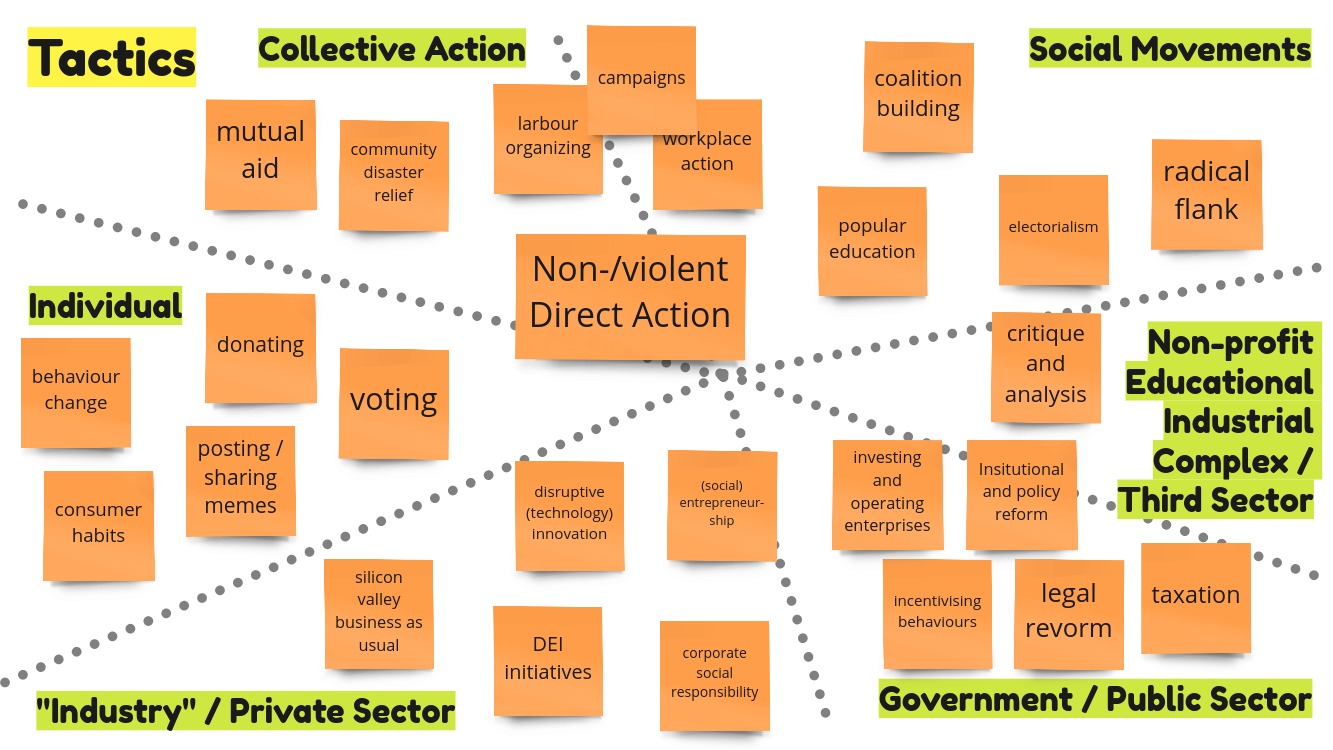 Tactics
Collective Action
Social Movements
campaigns
larbour
organizing
workplace
action
mutual
aid
community
disaster
relief
coalition
building
radical
flank
popular
education
electorialism
Non-/violent
Direct Action
Individual
donating
behaviour
change
voting
posting /
sharing
memes
consumer
habits
critique
and
analysis
Non-profit
Educational
Industrial
Complex /
Third Sector
disruptive
(technology)
innovation
(social)
entrepreneur-
ship
investing
and
operating
enterprises
Insitutional
and policy
reform
silicon
valley
business as
usual
DEI
initiatives
corporate
social
responsibility
incentivising
behaviours
legal
revorm
taxation
"Industry" / Private Sector
Government / Public Sector